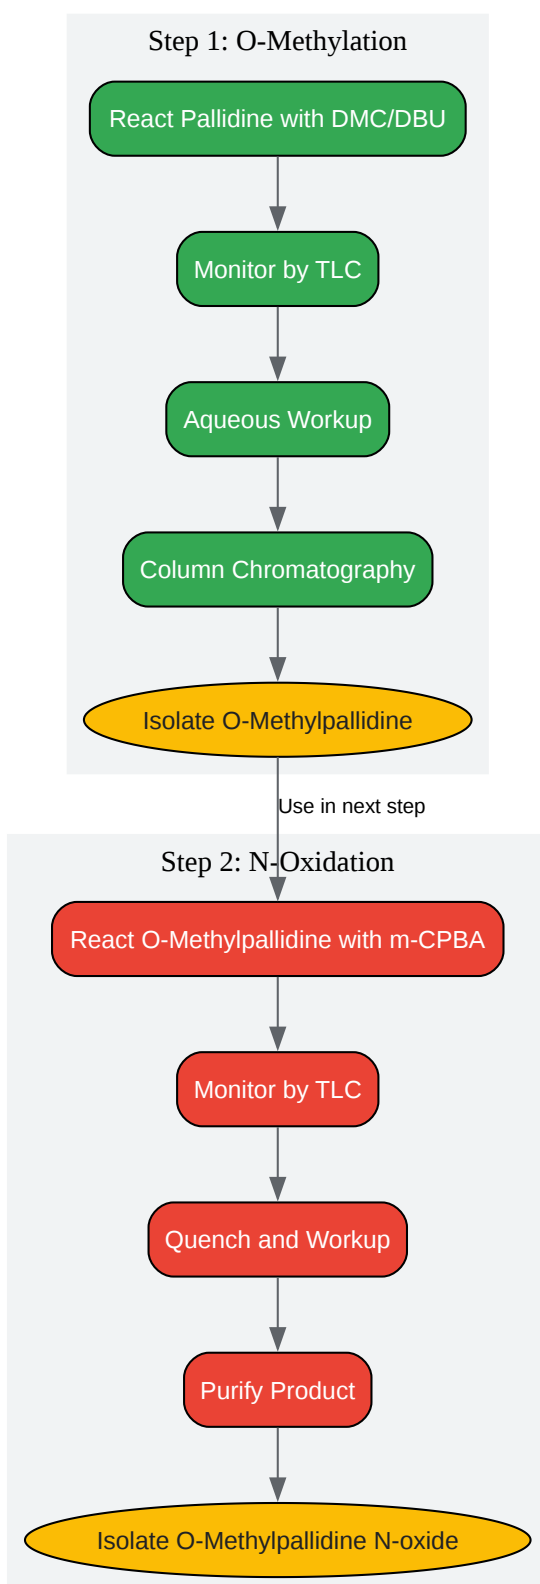 Step 1: O-Methylation
React Pallidine with DMC/DBU
Monitor by TLC
Aqueous Workup
Column Chromatography
Isolate O-Methylpallidine
Use in next step
Step 2: N-Oxidation
React O-Methylpallidine with m-CPBA
Monitor by TLC
Quench and Workup
Purify Product
Isolate O-Methylpallidine N-oxide